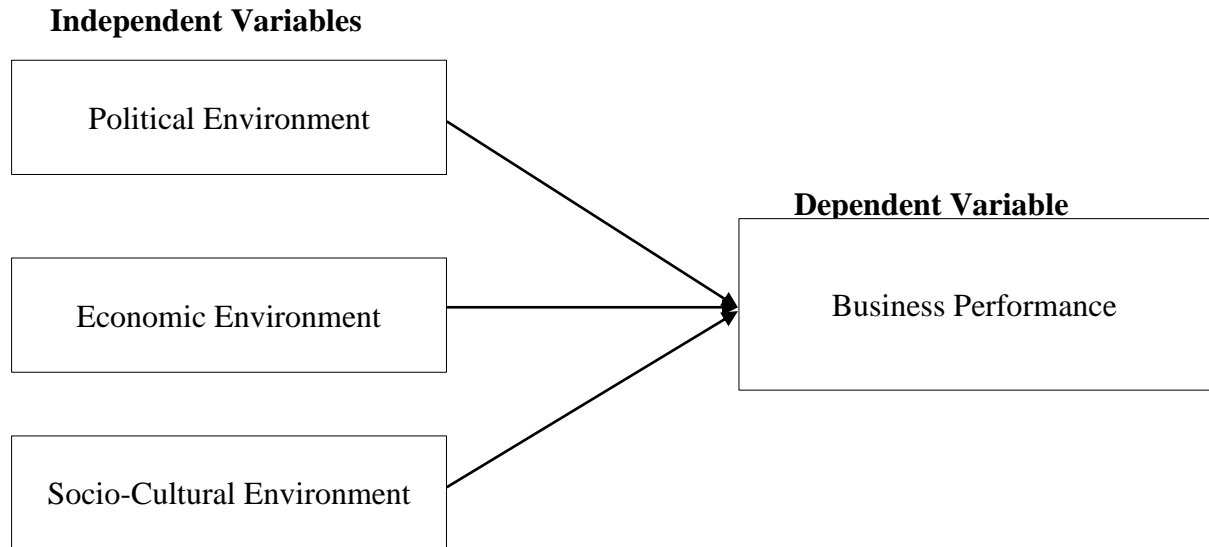 Independent Variables
Political Environment
Dependent Variable
Economic Environment
Business Performance
Socio-Cultural Environment